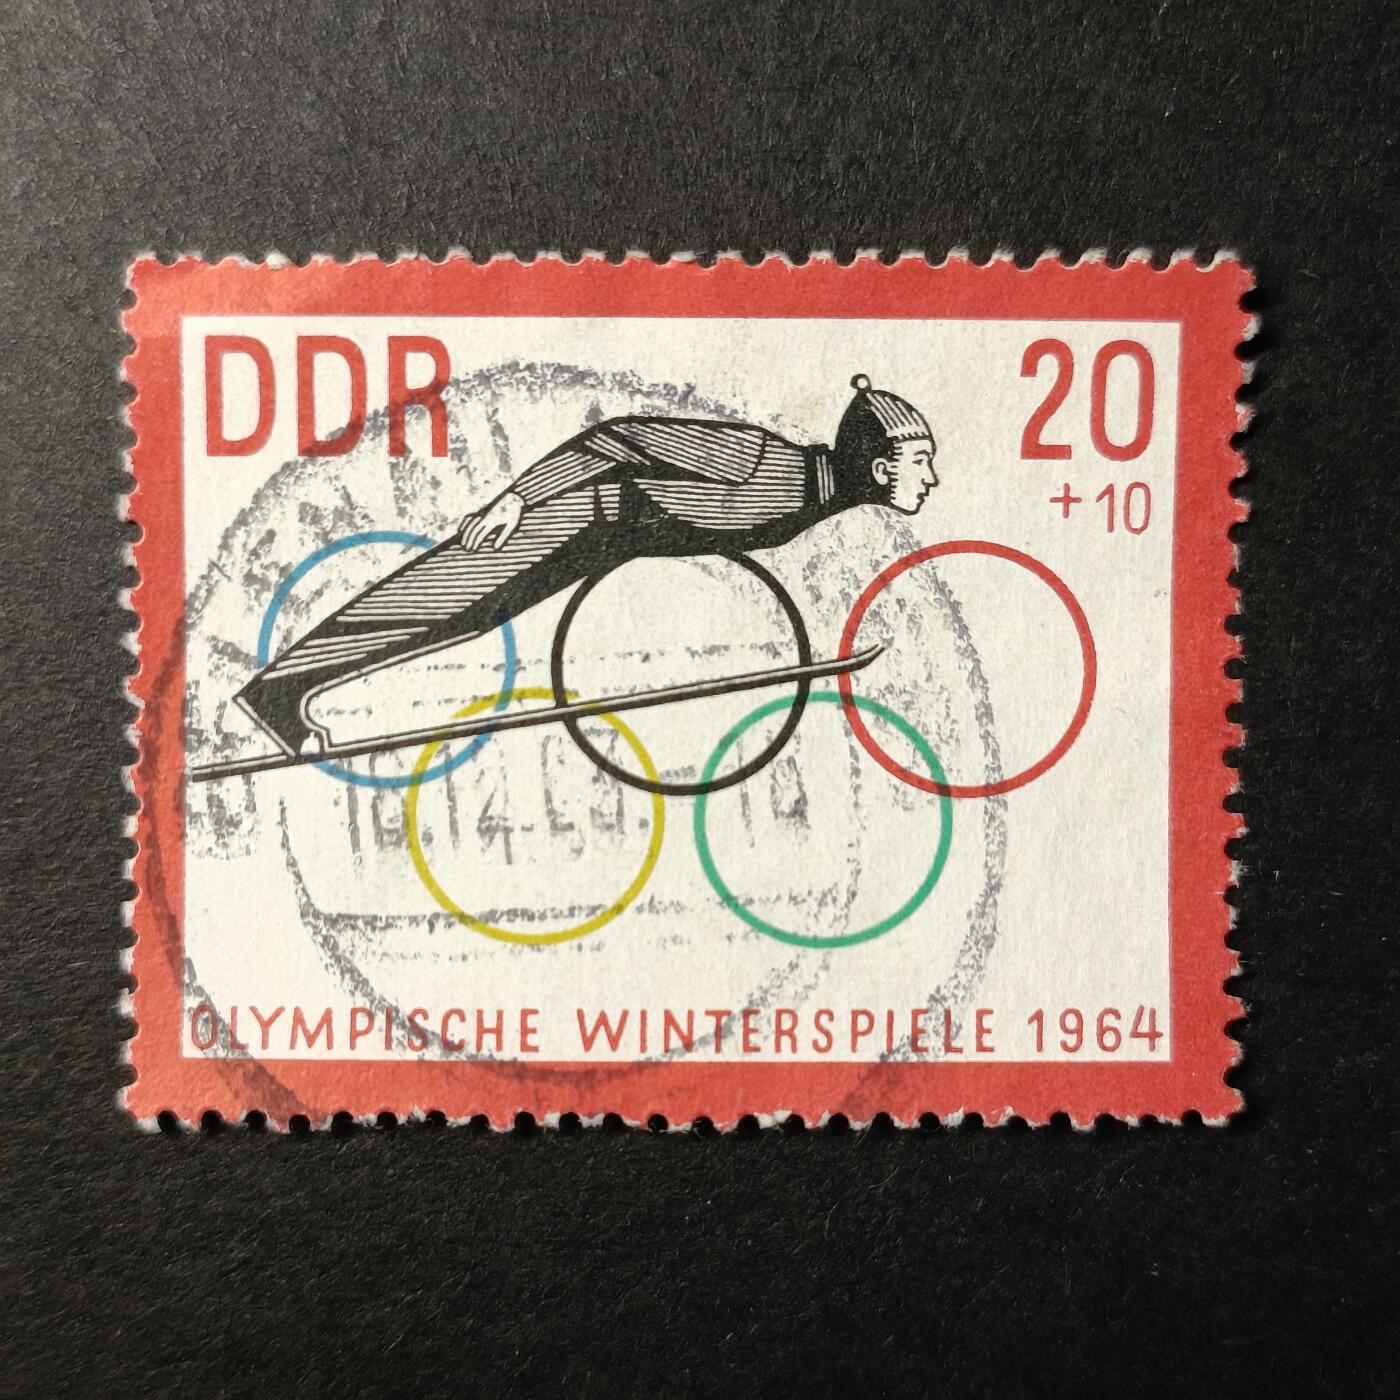 DDR
20
+10
OLYMPISCHE WINTERSPIELE 1964